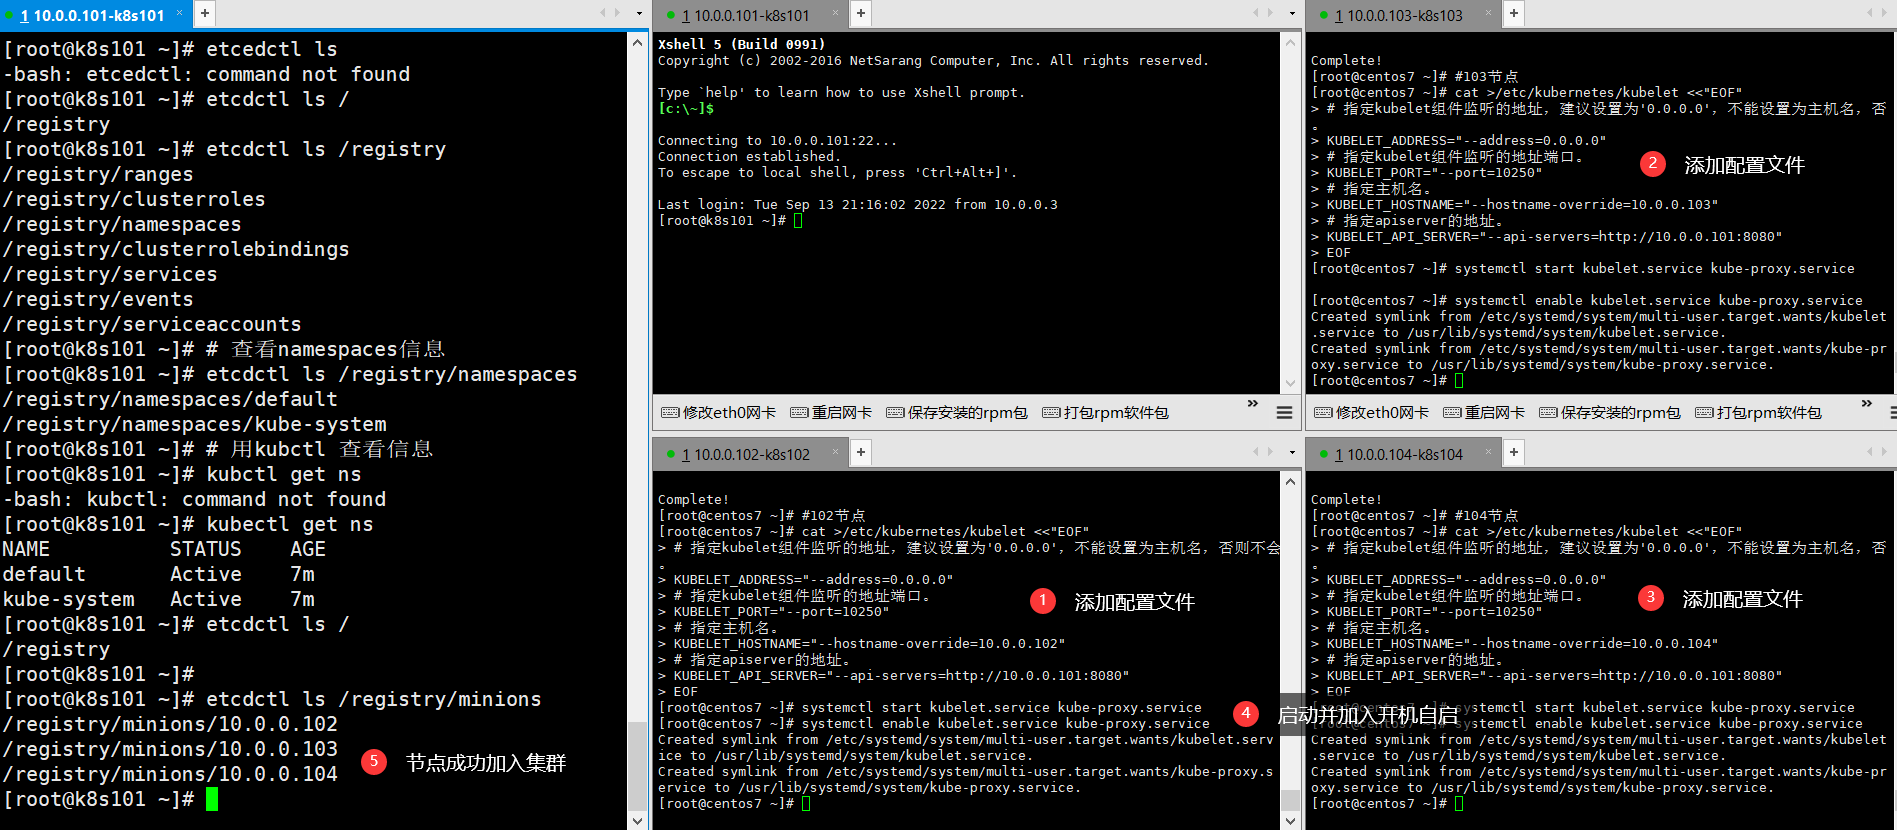 1 10.0.0.101-k8s101
[root@k8s101 ~]# etcedctl ls
-bash: etcedctl: command not found
[root@k8s101 ~]# etcdctl ls /
/registry
[root@k8s101 ~]# etcdctl ls /registry
/registry/ranges
/registry/clusterroles
/registry/namespaces
/registry/clusterrolebindings
/registry/services
/registry/events
/registry/serviceaccounts
[root@k8s101 ~]# # 查看namespaces信息
[root@k8s101 ~]# etcdctl ls /registry/namespaces
/registry/namespaces/default
/registry/namespaces/kube-system
[root@k8s101 ~]# # 用kubctl 查看信息
[root@k8s101 ~]# kubctl get ns
-bash: kubctl: command not found
[root@k8s101 ~]# kubectl get ns
NAME STATUS AGE
default Active 7m
kube-system Active 7m
[root@k8s101 ~]# etcdctl ls /
/registry
[root@k8s101 ~]#
[root@k8s101 ~]# etcdctl ls /registry/minions
/registry/minions/10.0.0.102
/registry/minions/10.0.0.103
/registry/minions/10.0.0.104
5 节点成功加入集群
[root@k8s101 ~]#
1 10.0.0.101-k8s101
Xshell 5 (Build 0991)
Copyright (c) 2002-2016 NetSarang Computer, Inc. All rights reserved.
Type `help' to learn how to use Xshell prompt.
[c:\~]$
Connecting to 10.0.0.101:22...
Connection established.
To escape to local shell, press 'Ctrl+Alt+]'.
Last login: Tue Sep 13 21:16:02 2022 from 10.0.0.3
[root@k8s101 ~]#
修改eth0网卡 重启网卡 保存安装的rpm包 打包rpm软件包 »
1 10.0.0.103-k8s103
Complete!
[root@centos7 ~]# #103节点
[root@centos7 ~]# cat >/etc/kubernetes/kubelet <<"EOF"
> # 指定kubelet组件监听的地址，建议设置为'0.0.0.0'，不能设置为主机名，否
。
> KUBELET_ADDRESS="--address=0.0.0.0"
> # 指定kubelet组件监听的地址端口。
> KUBELET_PORT="--port=10250"
> # 指定主机名。
> KUBELET_HOSTNAME="--hostname-override=10.0.0.103"
> # 指定apiserver的地址。
> KUBELET_API_SERVER="--api-servers=http://10.0.0.101:8080"
> EOF
2 添加配置文件
[root@centos7 ~]# systemctl start kubelet.service kube-proxy.service
[root@centos7 ~]# systemctl enable kubelet.service kube-proxy.service
Created symlink from /etc/systemd/system/multi-user.target.wants/kubelet
.service to /usr/lib/systemd/system/kubelet.service.
Created symlink from /etc/systemd/system/multi-user.target.wants/kube-pr
oxy.service to /usr/lib/systemd/system/kube-proxy.service.
[root@centos7 ~]#
修改eth0网卡 重启网卡 保存安装的rpm包 打包rpm软件包 »
1 10.0.0.102-k8s102
Complete!
[root@centos7 ~]# #102节点
[root@centos7 ~]# cat >/etc/kubernetes/kubelet <<"EOF"
> # 指定kubelet组件监听的地址，建议设置为'0.0.0.0'，不能设置为主机名，否则不会
。
> KUBELET_ADDRESS="--address=0.0.0.0"
> # 指定kubelet组件监听的地址端口。
> KUBELET_PORT="--port=10250"
> # 指定主机名。
> KUBELET_HOSTNAME="--hostname-override=10.0.0.102"
> # 指定apiserver的地址。
> KUBELET_API_SERVER="--api-servers=http://10.0.0.101:8080"
> EOF
1 添加配置文件
[root@centos7 ~]# systemctl start kubelet.service kube-proxy.service
[root@centos7 ~]# systemctl enable kubelet.service kube-proxy.service
4 启动并加入开机自启
Created symlink from /etc/systemd/system/multi-user.target.wants/kubelet.serv
ice to /usr/lib/systemd/system/kubelet.service.
Created symlink from /etc/systemd/system/multi-user.target.wants/kube-proxy.s
ervice to /usr/lib/systemd/system/kube-proxy.service.
[root@centos7 ~]#
1 10.0.0.104-k8s104
Complete!
[root@centos7 ~]# #104节点
[root@centos7 ~]# cat >/etc/kubernetes/kubelet <<"EOF"
> # 指定kubelet组件监听的地址，建议设置为'0.0.0.0'，不能设置为主机名，否
。
> KUBELET_ADDRESS="--address=0.0.0.0"
> # 指定kubelet组件监听的地址端口。
> KUBELET_PORT="--port=10250"
> # 指定主机名。
> KUBELET_HOSTNAME="--hostname-override=10.0.0.104"
> # 指定apiserver的地址。
> KUBELET_API_SERVER="--api-servers=http://10.0.0.101:8080"
> EOF
3 添加配置文件
systemctl start kubelet.service kube-proxy.service
systemctl enable kubelet.service kube-proxy.service
Created symlink from /etc/systemd/system/multi-user.target.wants/kubelet
.service to /usr/lib/systemd/system/kubelet.service.
Created symlink from /etc/systemd/system/multi-user.target.wants/kube-pr
oxy.service to /usr/lib/systemd/system/kube-proxy.service.
[root@centos7 ~]#